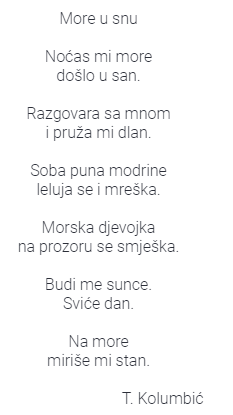 More u snu
Noćas mi more
došlo u san.
Razgovara sa mnom
i pruža mi dlan.
Soba puna modrine
leluja se i mreška.
Morska djevojka
na prozoru se smješka.
Budi me sunce.
Sviće dan.
Na more
miriše mi stan.
T. Kolumbić